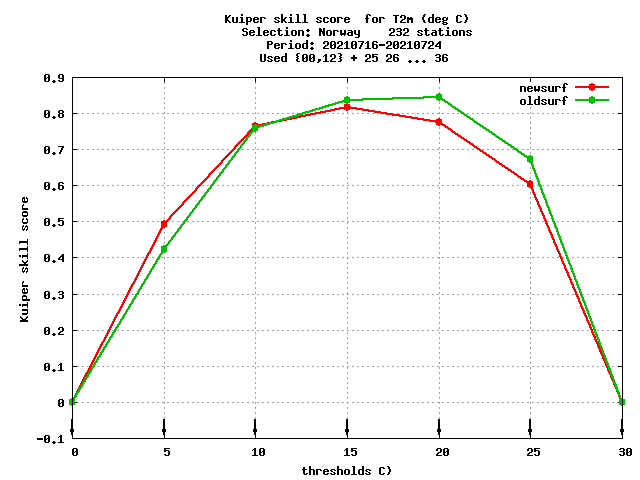 Kuiper skill score  for T2m (deg C)
Selection: Norway    232 stations
Period: 20210716-20210724
Used {00,12} + 25 26 ... 36
newsurf
oldsurf
0.9
0.8
0.7
0.6
0.5
0.4
0.3
0.2
0.1
0
-0.1
Kuiper skill score
0 5 10 15 20 25 30
thresholds C)